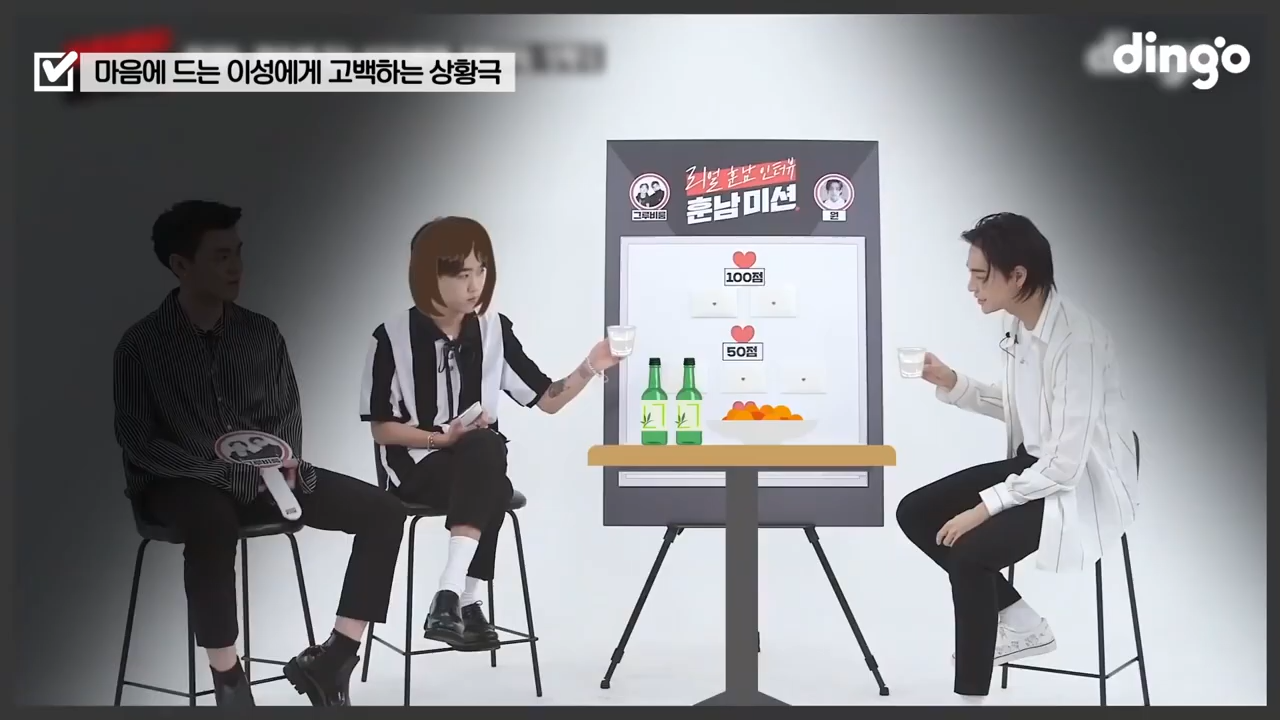 마음에 드는 이성에게 고백하는 상황극
dingo
리얼 훈남 인터뷰
훈남 미션
그루비룸
원
100점
50점